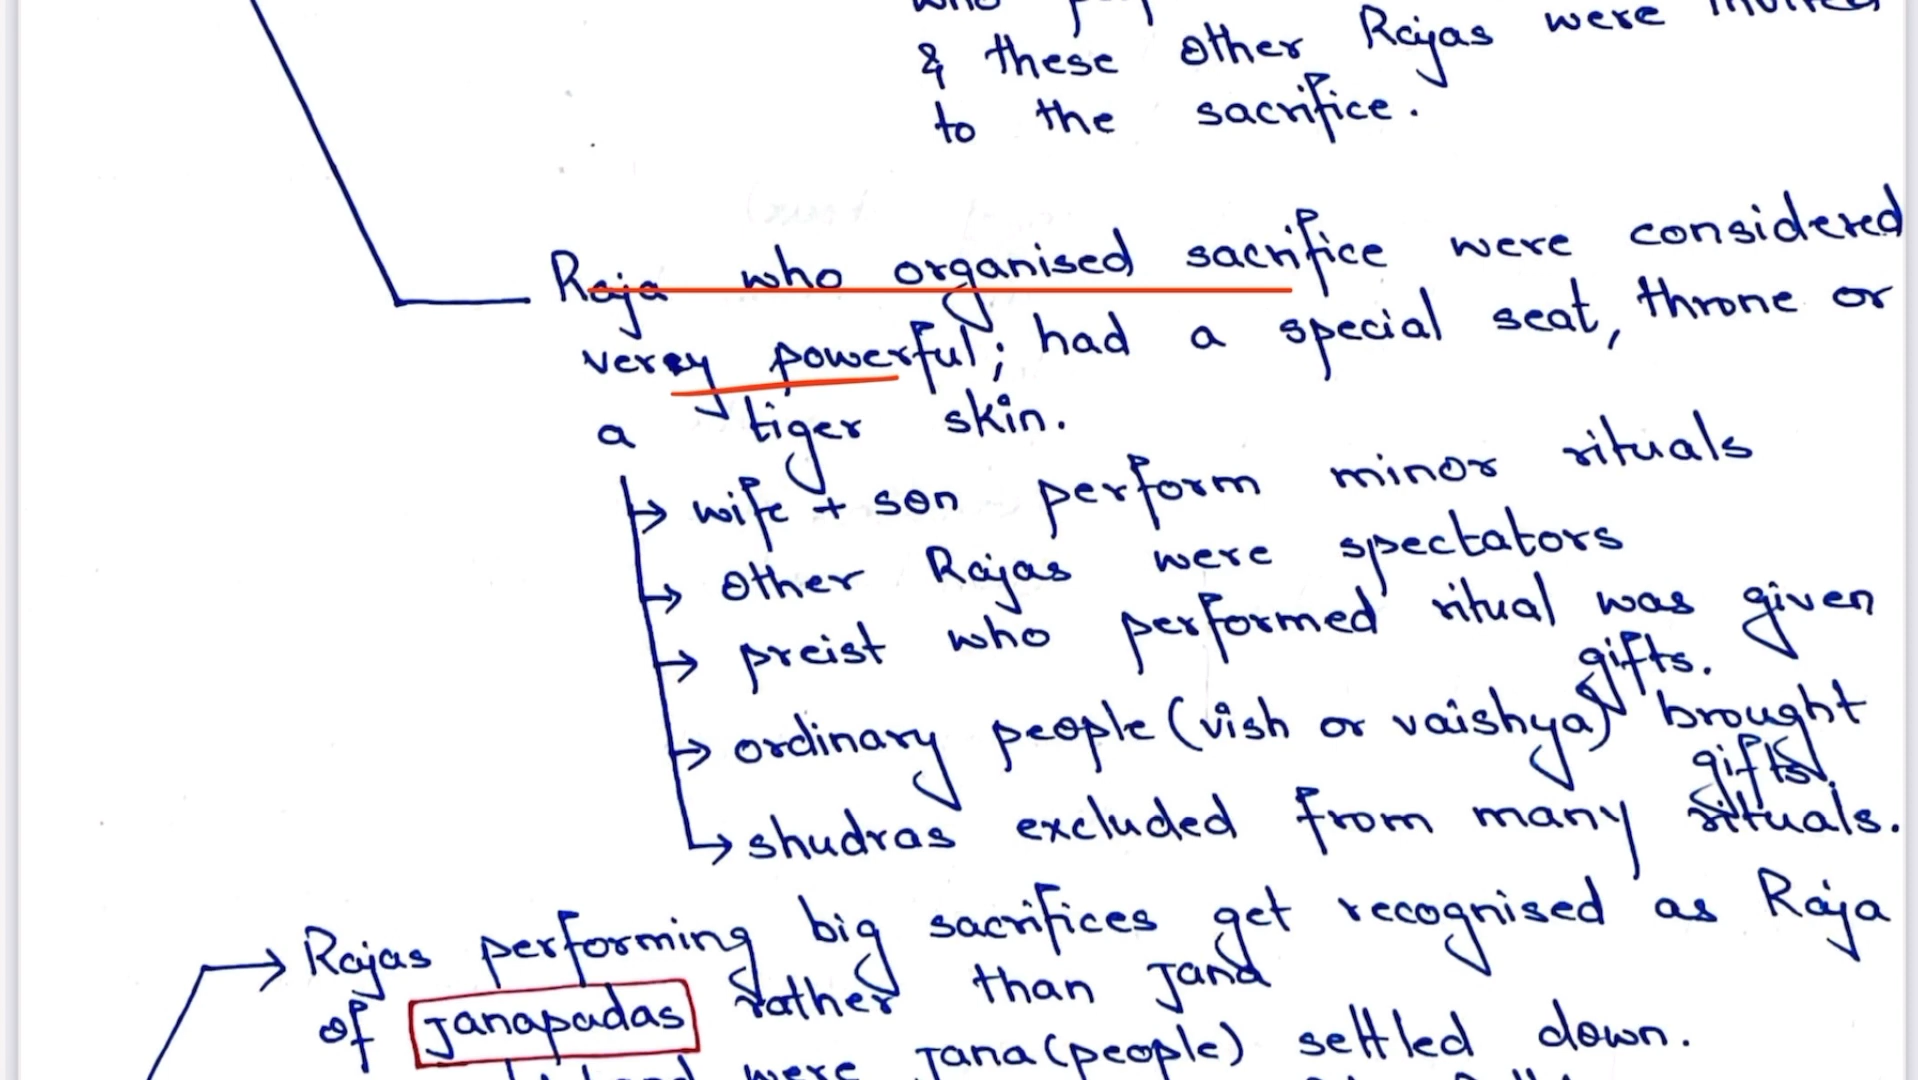 & these other Rajas were
to the sacrifice.
Raja who organised sacrifice were considered
very powerful; had a special seat, throne or
a tiger skin.
→ wife + son perform minor rituals
→ other Rajas were spectators
→ preist who performed ritual was given
gifts.
→ ordinary people (vish or vaishya) brought
gifts.
→ shudras excluded from many rituals.
→ Rajas performing big sacrifices get recognised as Raja
of Janapadas rather than Jana
were Jana (people) settled down.